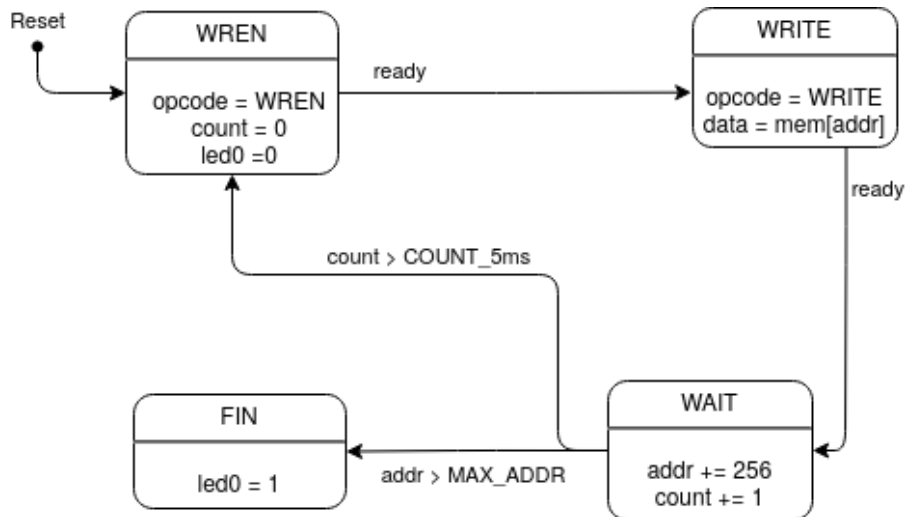 Reset
WREN
opcode = WREN
count = 0
led0 =0
ready
WRITE
opcode = WRITE
data = mem[addr]
ready
count > COUNT_5ms
FIN
led0 = 1
addr > MAX_ADDR
WAIT
addr += 256
count += 1